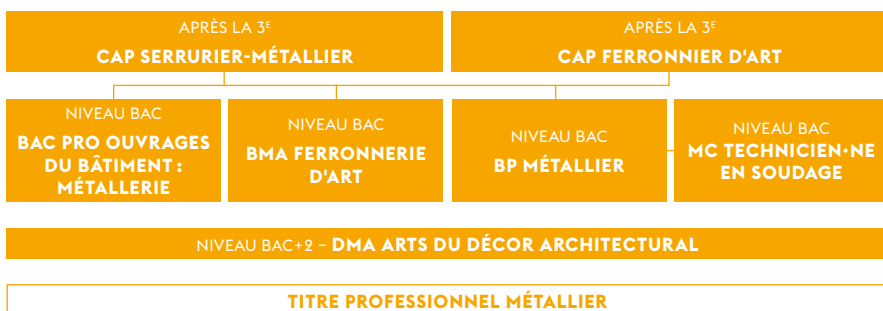 APRÈS LA 3E
CAP SERRURIER-MÉTALLIER
APRÈS LA 3E
CAP FERRONNIER D'ART
NIVEAU BAC
BAC PRO OUVRAGES
DU BÂTIMENT :
MÉTALLERIE
NIVEAU BAC
BMA FERRONNERIE
D'ART
NIVEAU BAC
BP MÉTALLIER
NIVEAU BAC
MC TECHNICIEN·NE
EN SOUDAGE
NIVEAU BAC+2 – DMA ARTS DU DÉCOR ARCHITECTURAL
TITRE PROFESSIONNEL MÉTALLIER